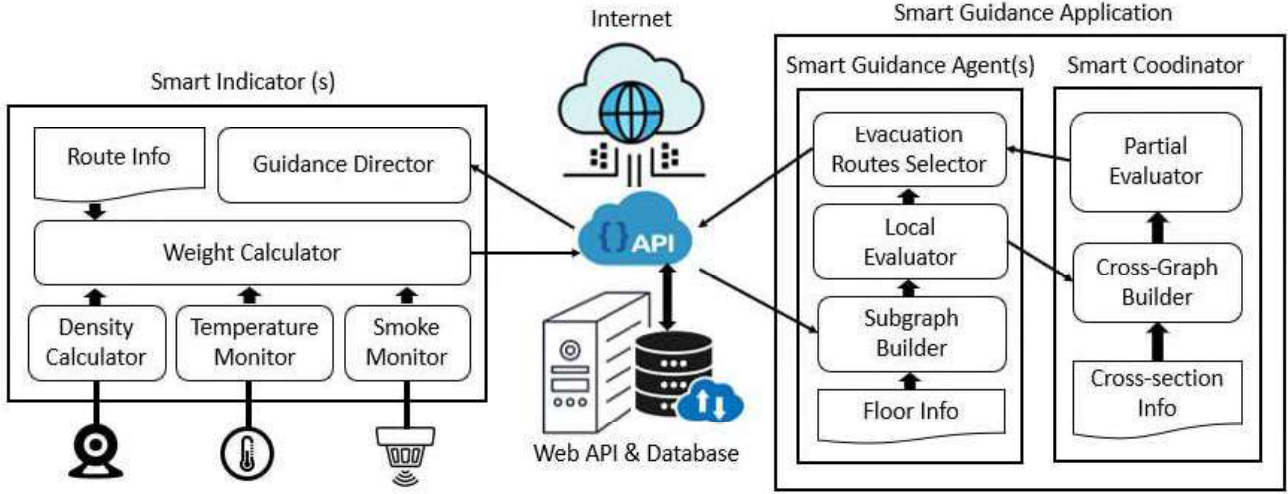 Internet
Smart Guidance Application
Smart Indicator (s)
Smart Guidance Agent(s)
Smart Coodinator
Route Info
Guidance Director
Weight Calculator
Density
Calculator
Temperature
Monitor
Smoke
Monitor
{} API
Web API & Database
Evacuation
Routes Selector
Local
Evaluator
Subgraph
Builder
Floor Info
Partial
Evaluator
Cross-Graph
Builder
Cross-section
Info